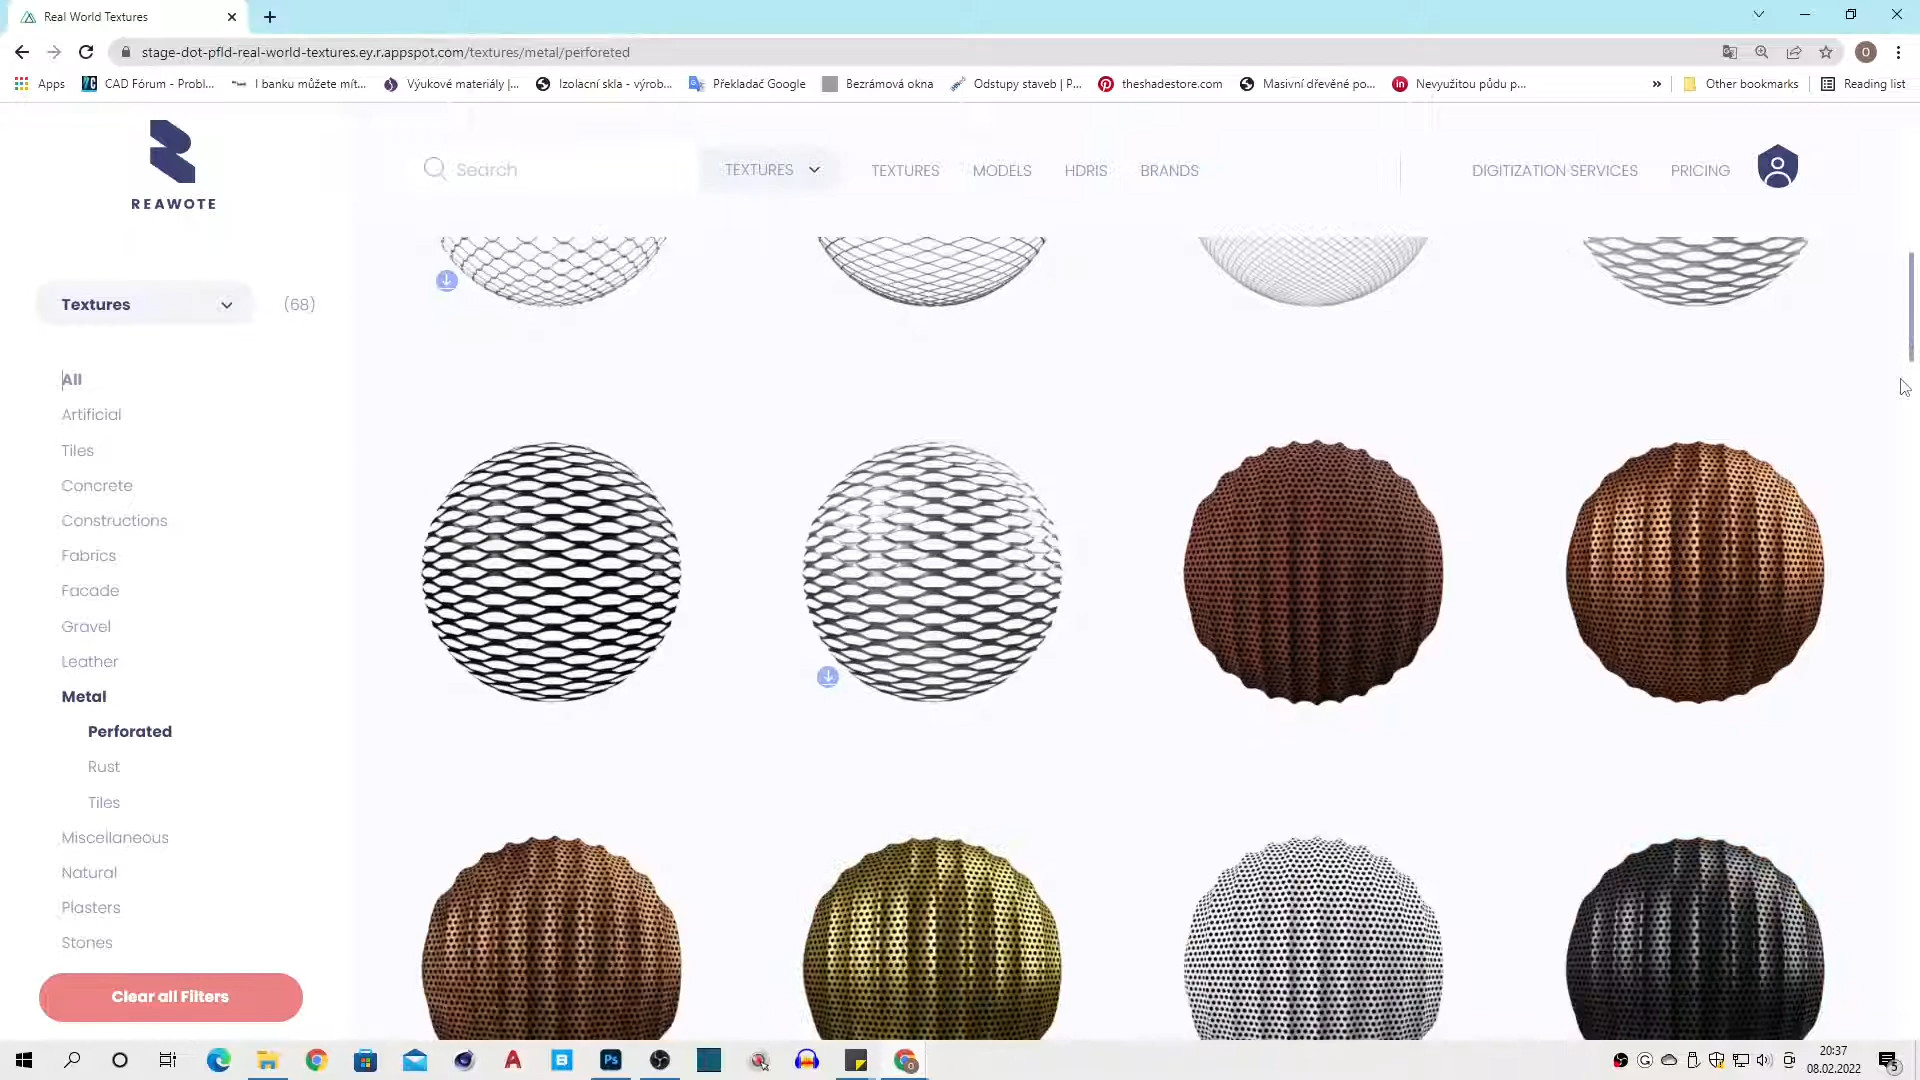 Real World Textures
stage-dot-pfld-real-world-textures.ey.r.appspot.com/textures/metal/perforeted
O
Apps
CAD Fórum - Probl...
I banku můžete mít...
Výukové materiály |...
Izolacní skla - výrob...
Překladač Google
Bezrámová okna
Odstupy staveb | P...
theshadestore.com
Masivní dřevěné po...
Nevyužitou půdu p...
»
Other bookmarks
Reading list
REAWOTE
Search
TEXTURES
TEXTURES
MODELS
HDRIS
BRANDS
DIGITIZATION SERVICES
PRICING
Textures
(68)
All
Artificial
Tiles
Concrete
Constructions
Fabrics
Facade
Gravel
Leather
Metal
Perforated
Rust
Tiles
Miscellaneous
Natural
Plasters
Stones
Clear all Filters
Ps
20:37
08.02.2022
5